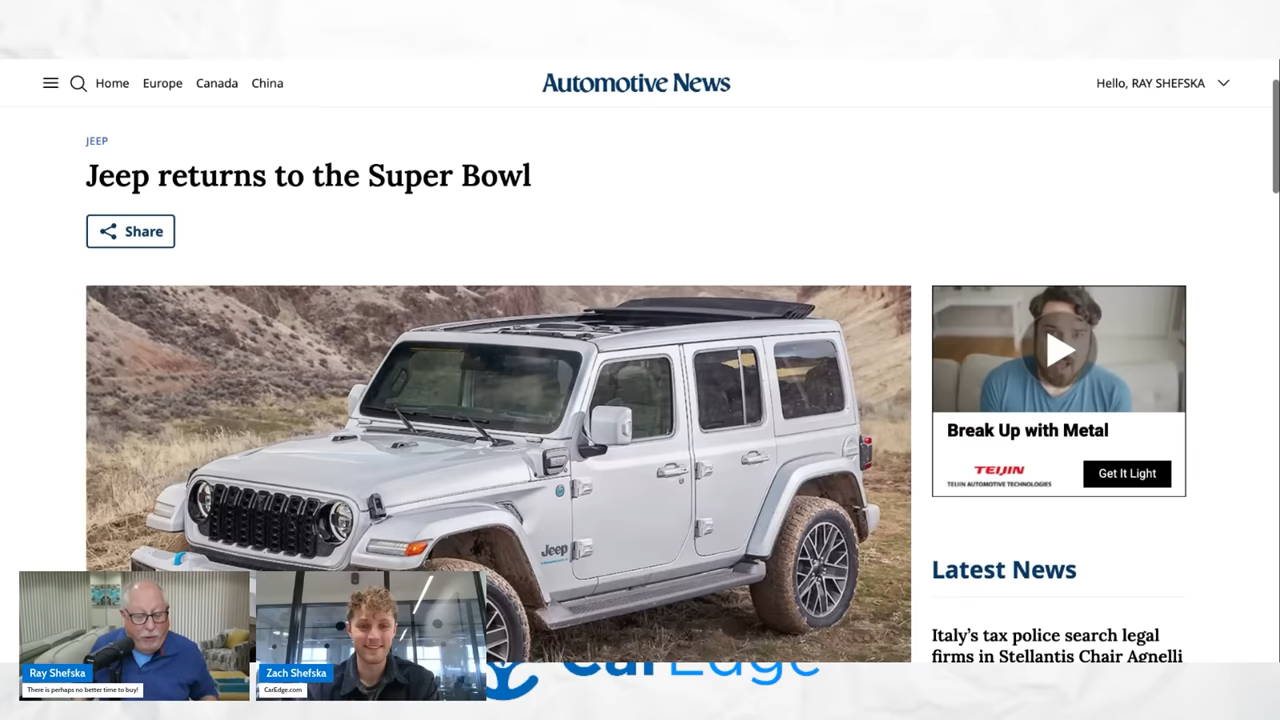 Home Europe Canada China
Automotive News
Hello, RAY SHEFSKA
JEEP
Jeep returns to the Super Bowl
Share
Jeep
Break Up with Metal
TEIJIN
TEIJIN AUTOMOTIVE TECHNOLOGIES
Get It Light
Latest News
Italy's tax police search legal
firms in Stellantis Chair Agnelli
CarEdge
Ray Shefska
There is perhaps no better time to buy!
Zach Shefska
CarEdge.com